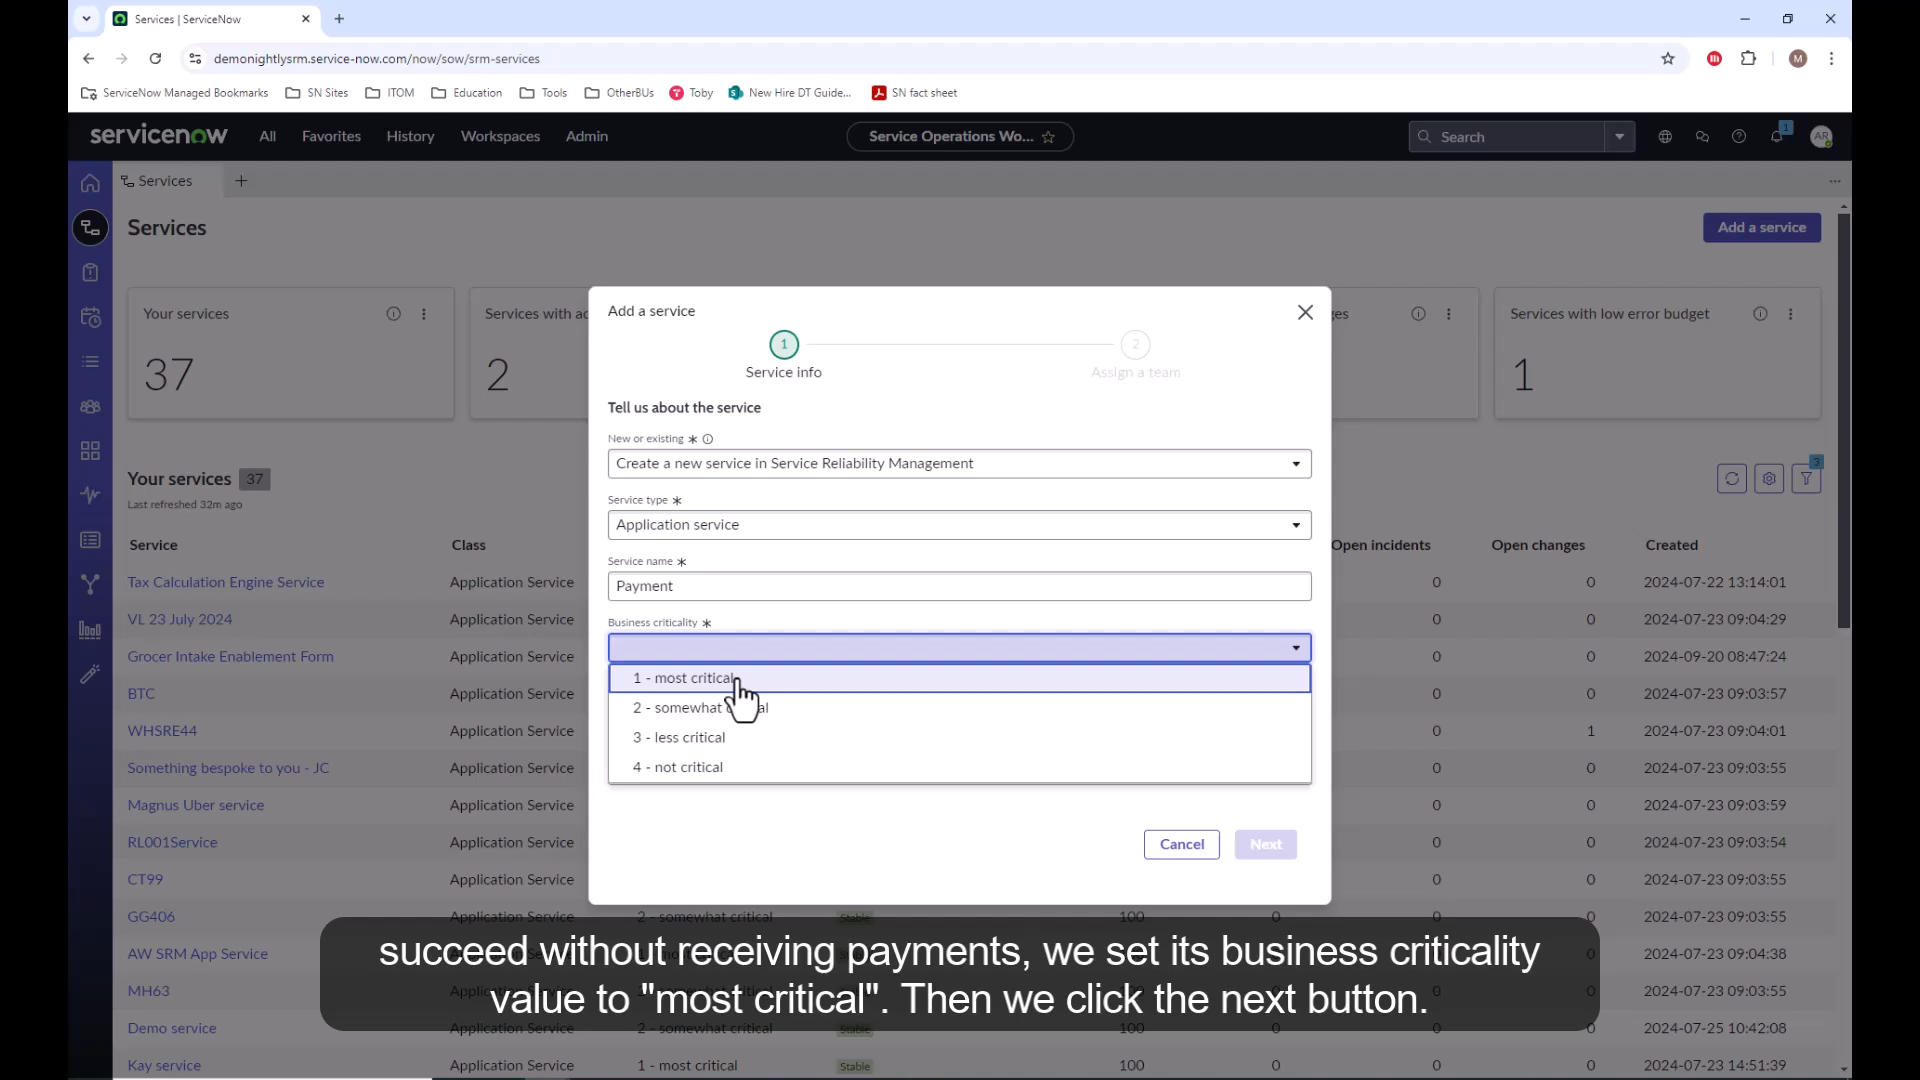 Services | ServiceNow
demonightlysrm.service-now.com/now/sow/srm-services
ServiceNow Managed Bookmarks SN Sites ITOM Education Tools OtherBUs Toby New Hire DT Guide... SN fact sheet
servicenow All Favorites History Workspaces Admin Service Operations Wo... Search 1 AR
Services
Services Add a service
Your services Services with ac Services with low error budget
37 2 1
Add a service
1 2
Service info Assign a team
Tell us about the service
New or existing *
Create a new service in Service Reliability Management
Service type *
Application service
Service name *
Payment
Business criticality *
1 - most critical
2 - somewhat
3 - less critical
4 - not critical
Cancel Next
Your services 37 3
Last refreshed 32m ago
Service Class Open incidents Open changes Created
Tax Calculation Engine Service Application Service 0 0 2024-07-22 13:14:01
VL 23 July 2024 Application Service 0 0 2024-07-23 09:04:29
Grocer Intake Enablement Form Application Service 0 0 2024-09-20 08:47:24
BTC Application Service 0 0 2024-07-23 09:03:57
WHSRE44 Application Service 0 1 2024-07-23 09:04:01
Something bespoke to you - JC Application Service 0 0 2024-07-23 09:03:55
Magnus Uber service Application Service 0 0 2024-07-23 09:03:59
RL001Service Application Service 0 0 2024-07-23 09:03:54
CT99 Application Service 0 0 2024-07-23 09:03:55
GG406 Application Service 2 - somewhat critical Stable 100 0 0 2024-07-23 09:03:55
AW SRM App Service 0 2024-07-23 09:04:38
MH63 0 2024-07-23 09:03:55
Demo service Application Service 2 - somewhat critical Stable 100 0 0 2024-07-25 10:42:08
Kay service Application Service 1 - most critical Stable 100 0 0 2024-07-23 14:51:39
succeed without receiving payments, we set its business criticality
value to "most critical". Then we click the next button.